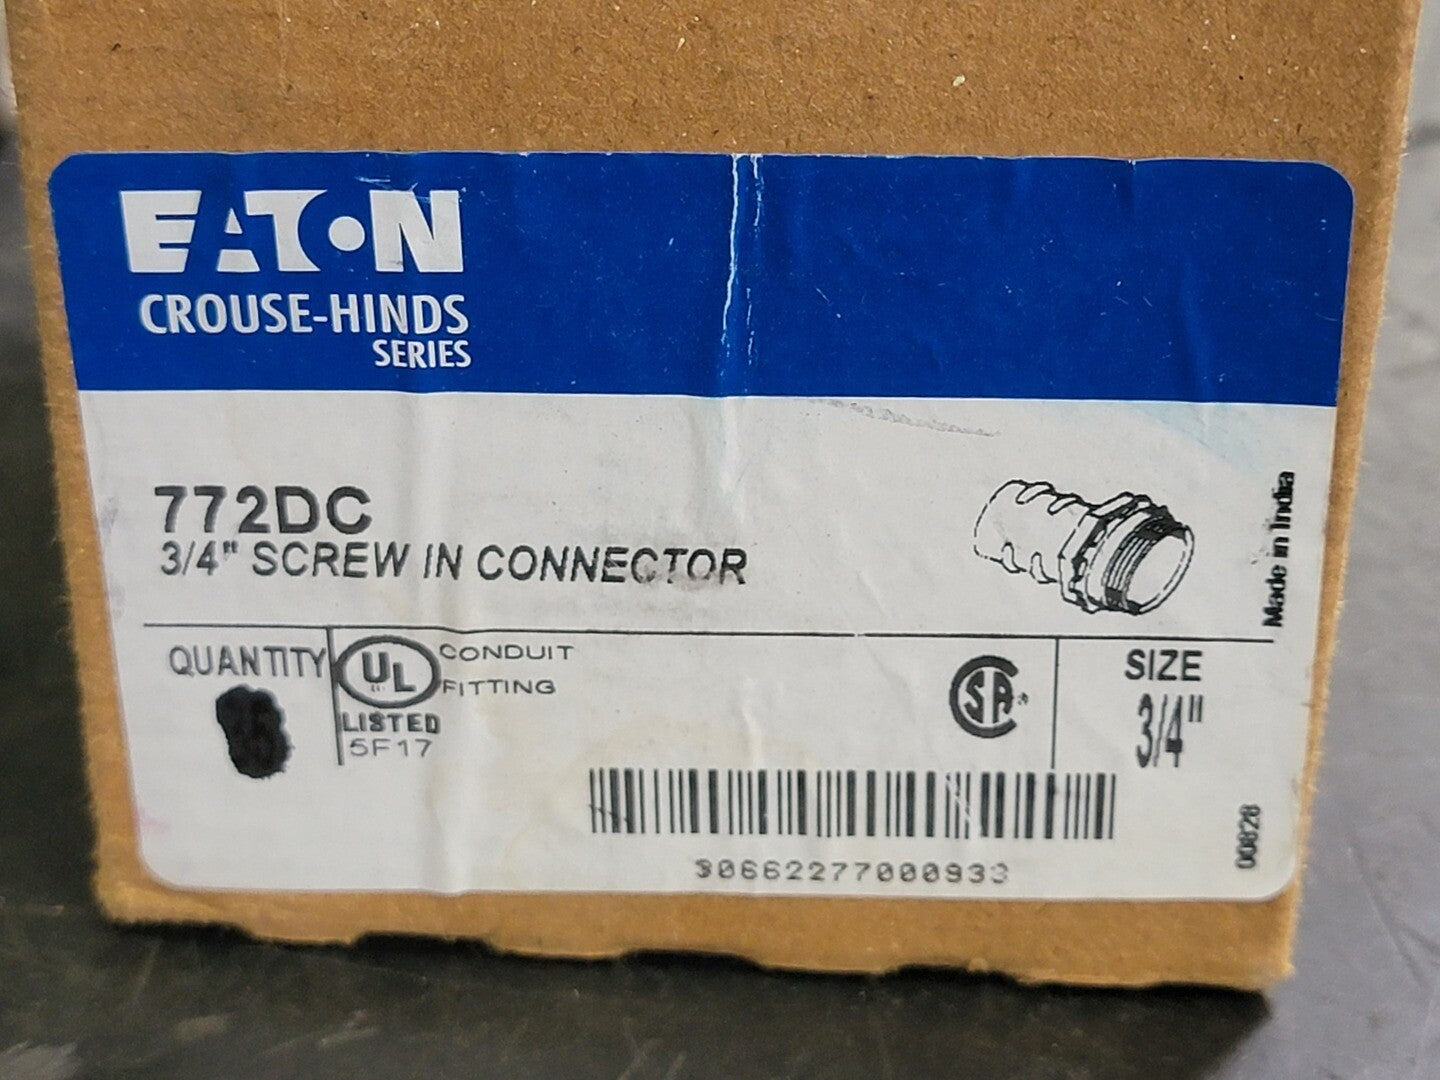 EATON
CROUSE-HINDS
SERIES
772DC
3/4" SCREW IN CONNECTOR
Made in India
QUANTITY
UL
LISTED
5F17
CONDUIT
FITTING
CSA
SIZE
3/4"
30662277000933
00828